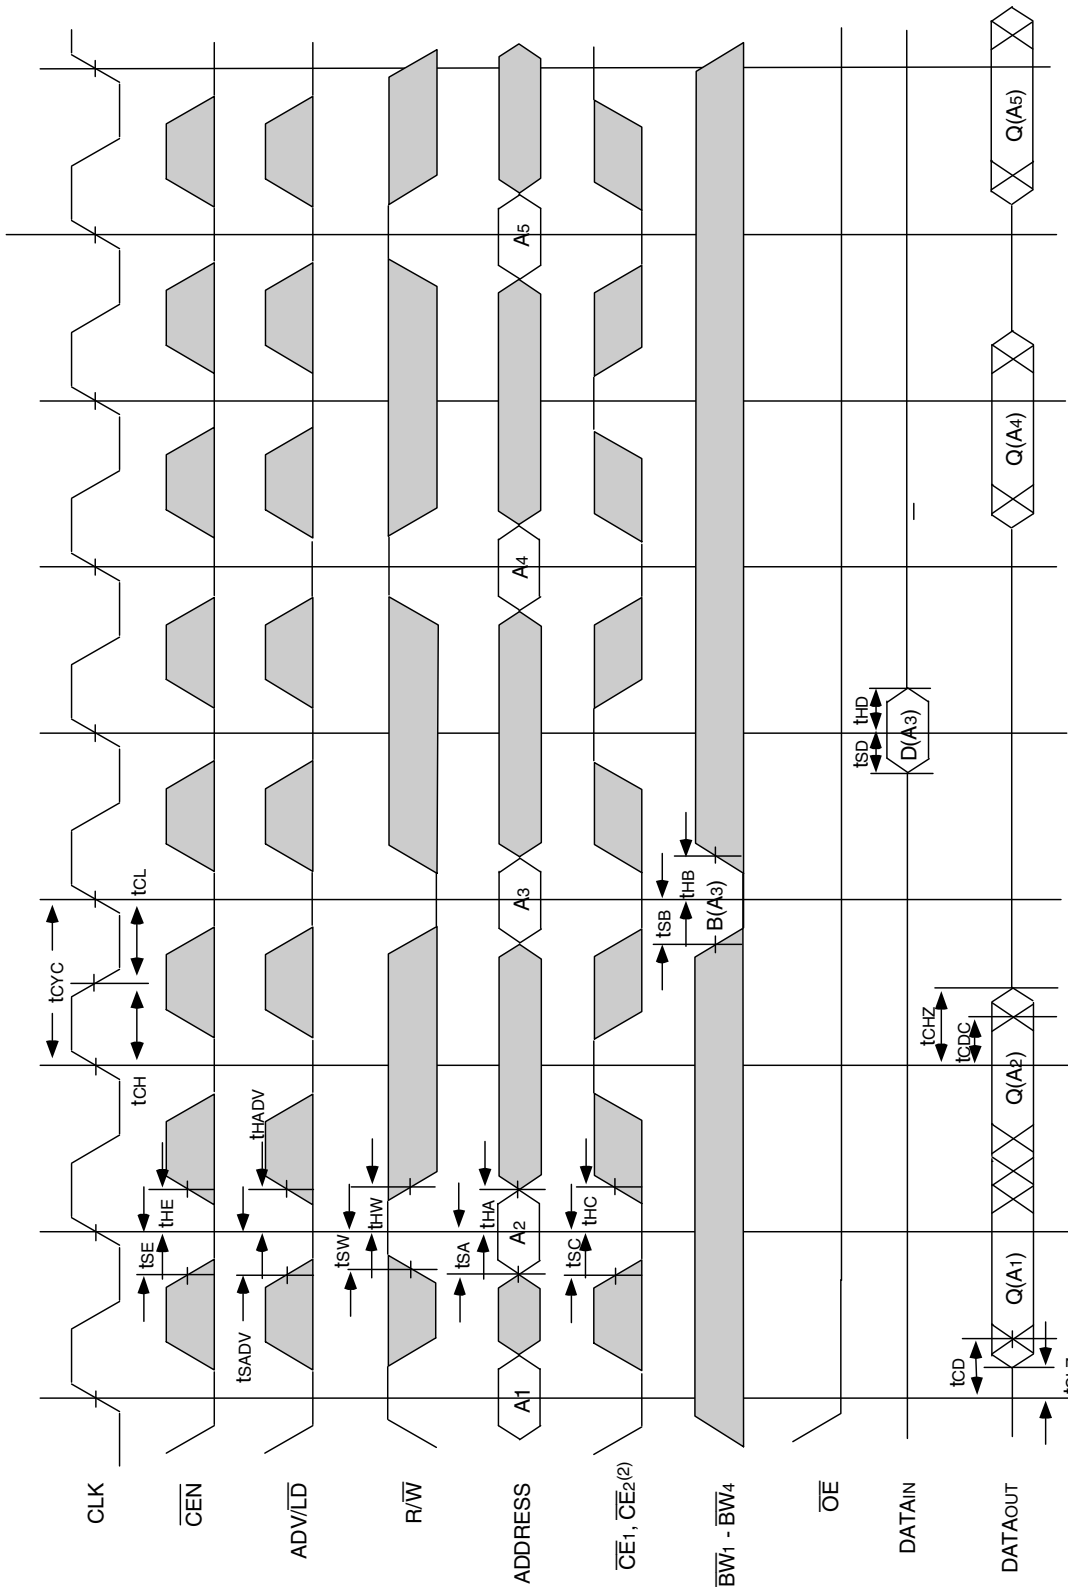 CLK
tCYC
tCH
tCL
CEN
tSE
tHE
ADV/LD
tSADV
tHADV
R/W
tSW
tHW
ADDRESS
A1
A2
A3
A4
A5
tSA
tHA
CE1, CE2(2)
tSC
tHC
BW1 - BW4
tSB
tHB
B(A3)
OE
DATAIN
tSD
tHD
D(A3)
DATAOUT
tCD
Q(A1)
Q(A2)
tCHZ
tCDC
Q(A4)
Q(A5)